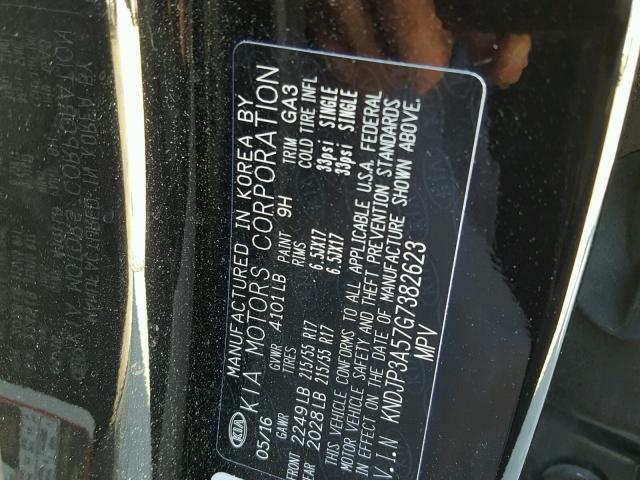 KIA
MANUFACTURED IN KOREA BY
KIA MOTORS CORPORATION
05/16 GVWR 4101LB PAINT 9H TRIM GA3
GAWR TIRES RIMS COLD TIRE INFL
FRONT 2249LB 215/55 R17 6.5JX17 33psi SINGLE
REAR 2028LB 215/55 R17 6.5JX17 33psi SINGLE
THIS VEHICLE CONFORMS TO ALL APPLICABLE U.S.A. FEDERAL
MOTOR VEHICLE SAFETY AND THEFT PREVENTION STANDARDS
IN EFFECT ON THE DATE OF MANUFACTURE SHOWN ABOVE.
V.I.N KNDJP3A57G7382623
MPV